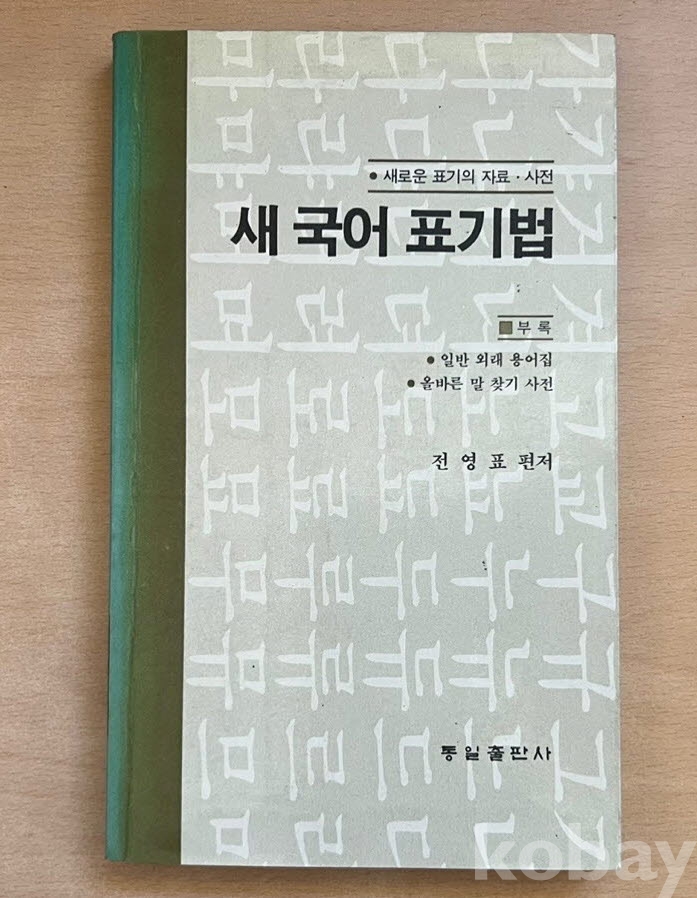 ● 새로운 표기의 자료 · 사전
새 국어 표기법
■ 부 록
● 일반 외래 용어집
● 올바른 말 찾기 사전
전 영 표 편저
통일출판사
kobay